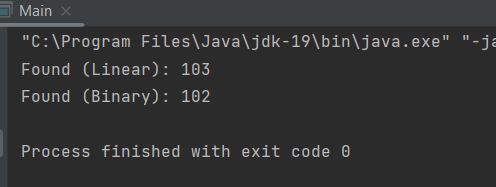 Main
"C:\Program Files\Java\jdk-19\bin\java.exe" "-ja
Found (Linear): 103
Found (Binary): 102
Process finished with exit code 0